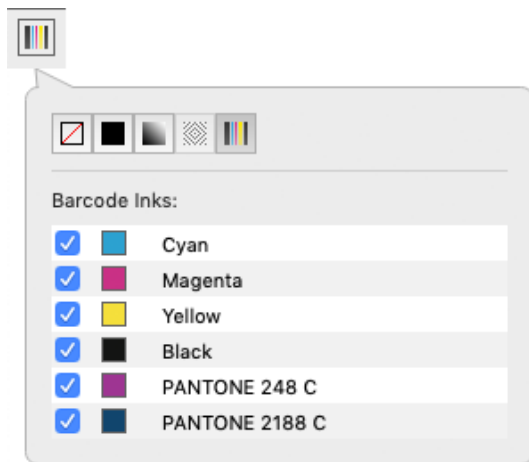 Barcode Inks:
Cyan
Magenta
Yellow
Black
PANTONE 248 C
PANTONE 2188 C